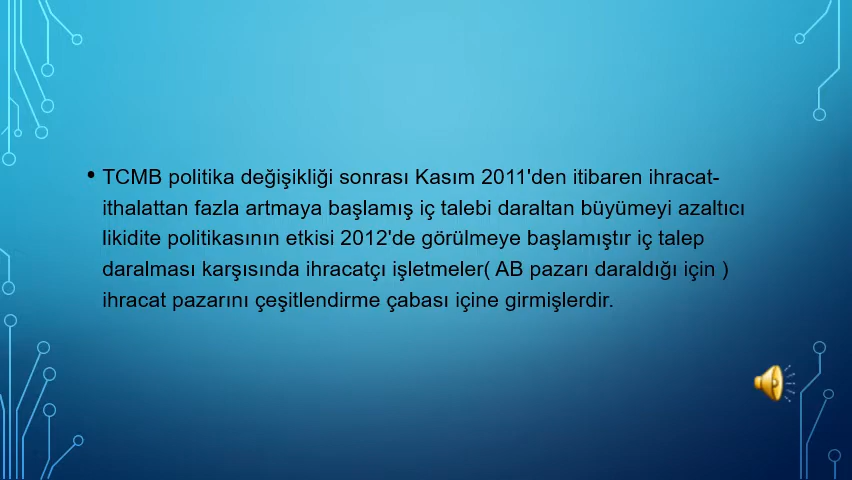 • TCMB politika değişikliği sonrası Kasım 2011'den itibaren ihracat-
ithalattan fazla artmaya başlamış iç talebi daraltan büyümeyi azaltıcı
likidite politikasının etkisi 2012'de görülmeye başlamıştır iç talep
daralması karşısında ihracatçı işletmeler( AB pazarı daraldığı için )
ihracat pazarını çeşitlendirme çabası içine girmişlerdir.